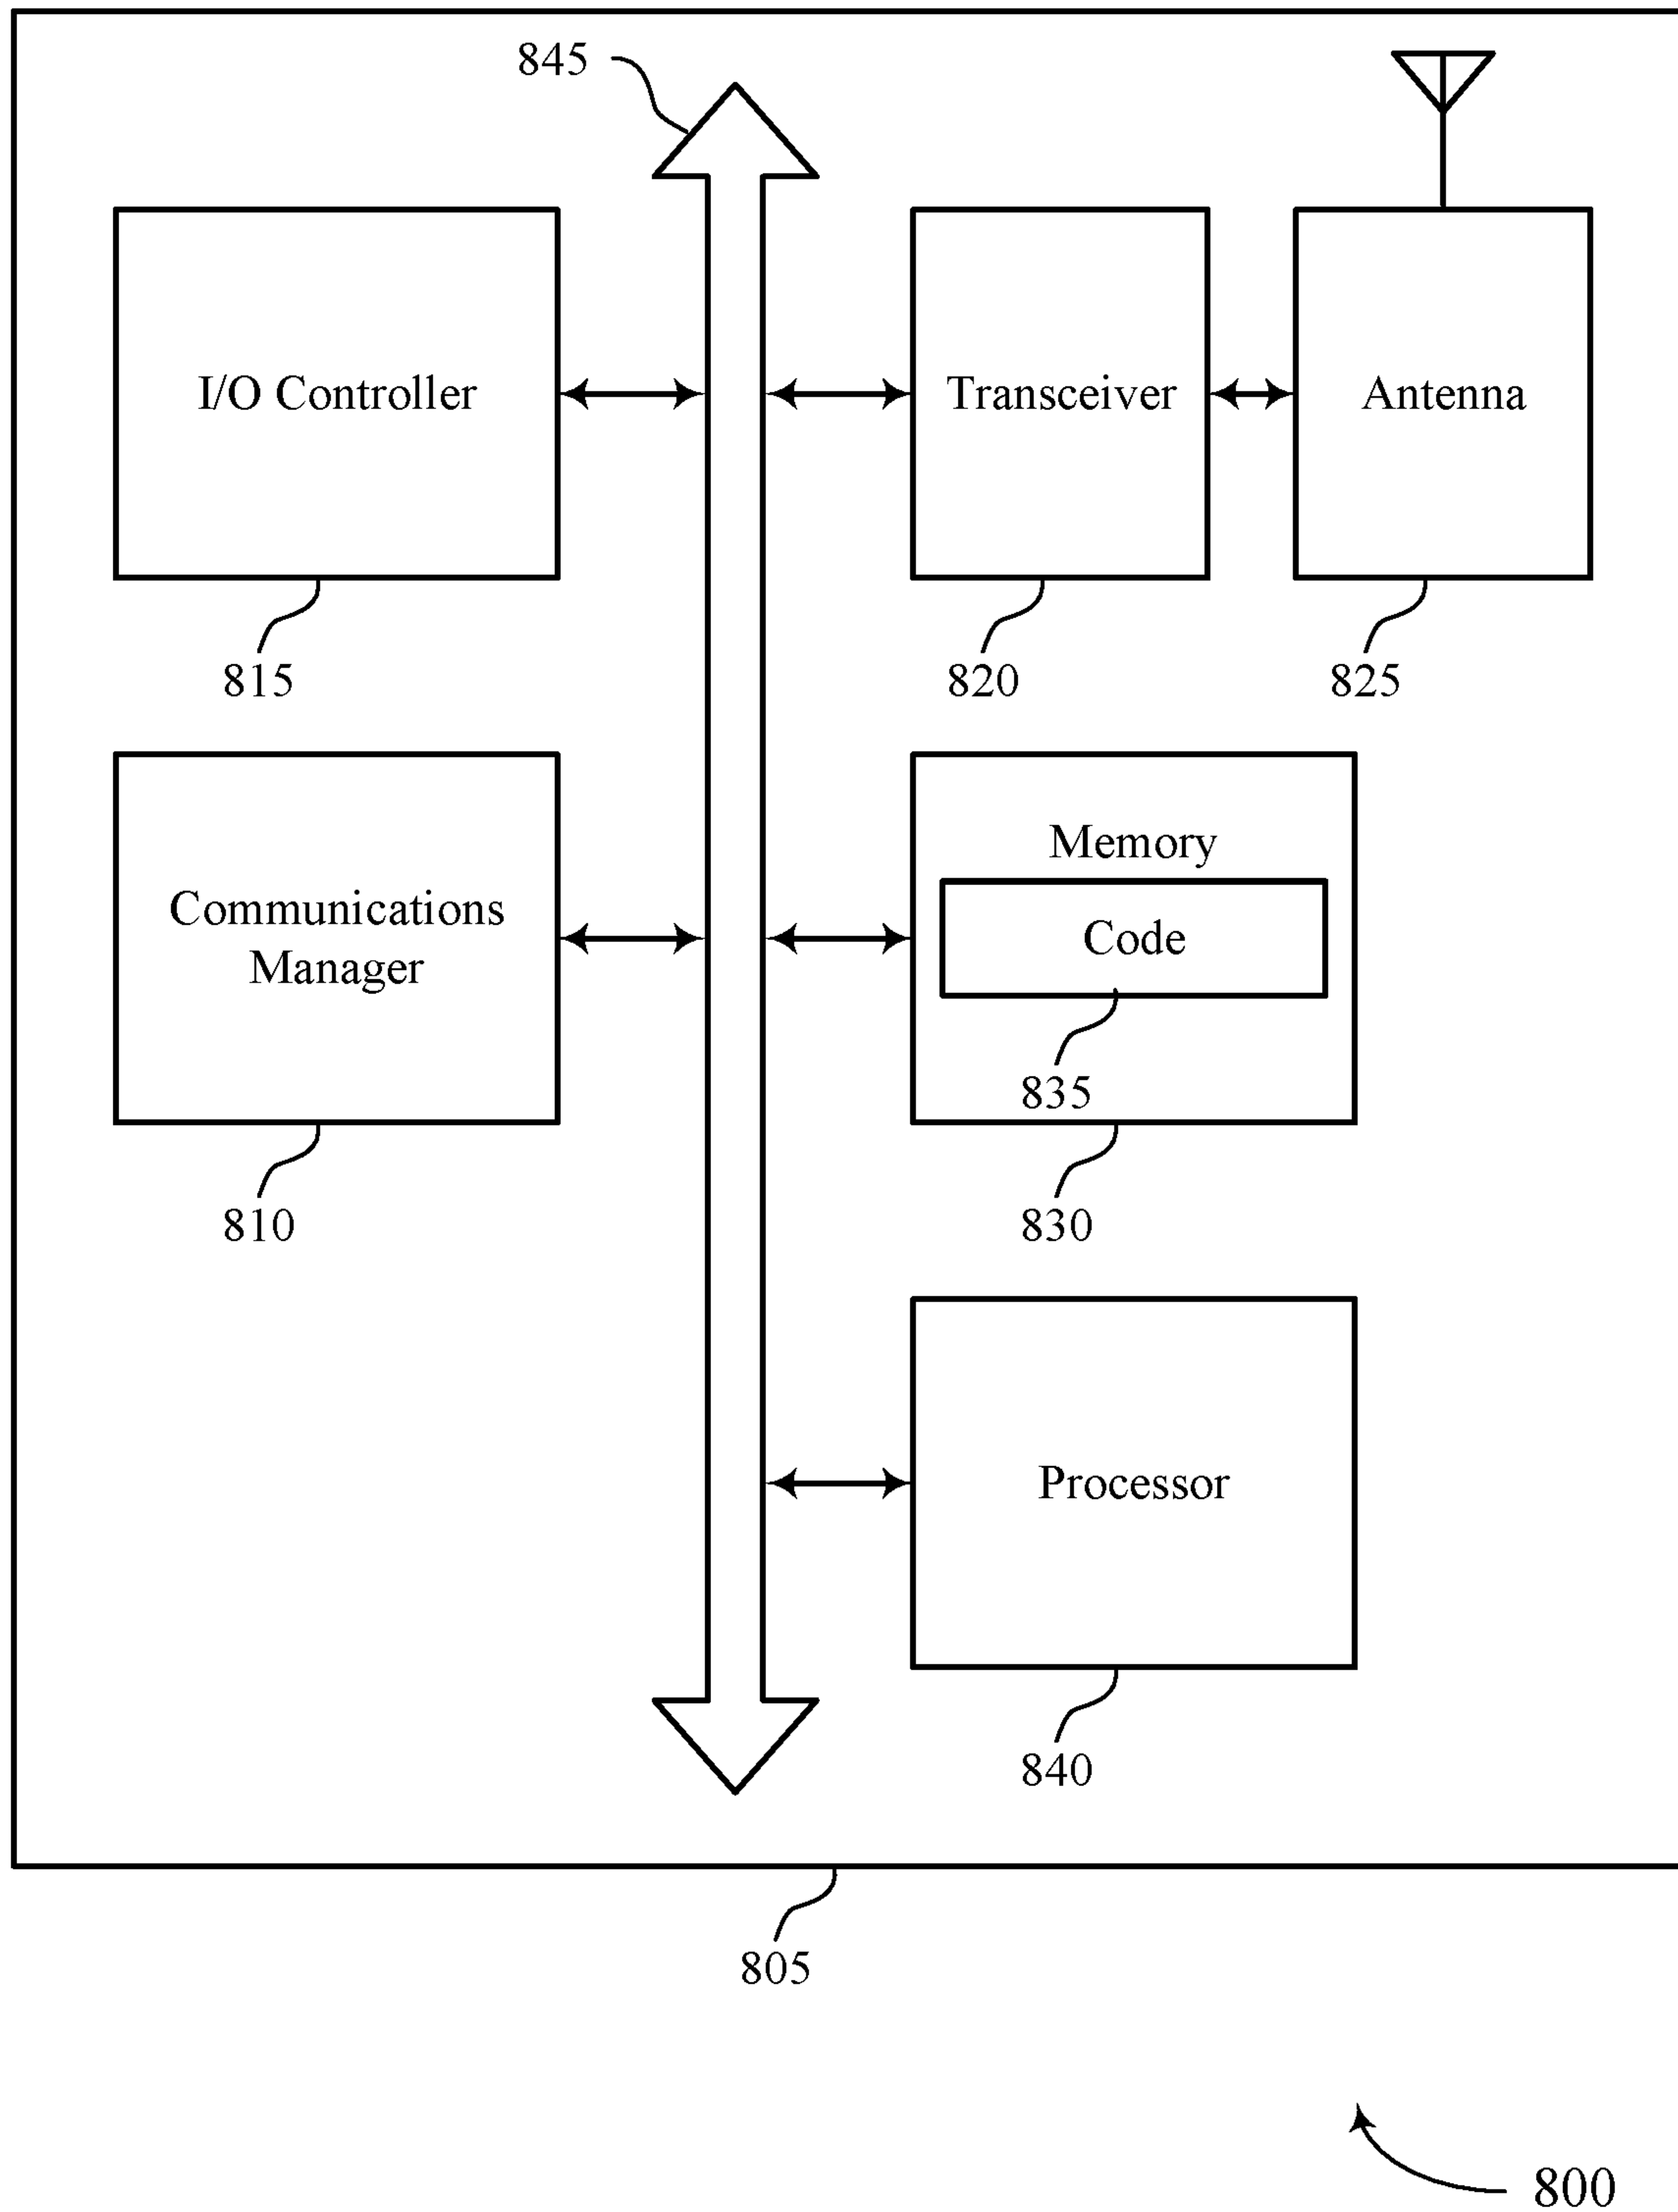 845
I/O Controller
Transceiver
Antenna
815
820
825
Communications
Manager
Memory
Code
835
810
830
Processor
840
805
800